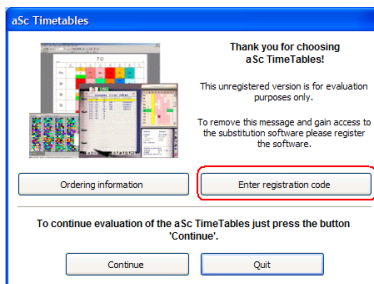 aSc Timetables
Thank you for choosing
aSc TimeTables!
This unregistered version is for evaluation
purposes only.
To remove this message and gain access to
the substitution software please register
the software.
Ordering information
Enter registration code
To continue evaluation of the aSc TimeTables just press the button
'Continue'.
Continue
Quit